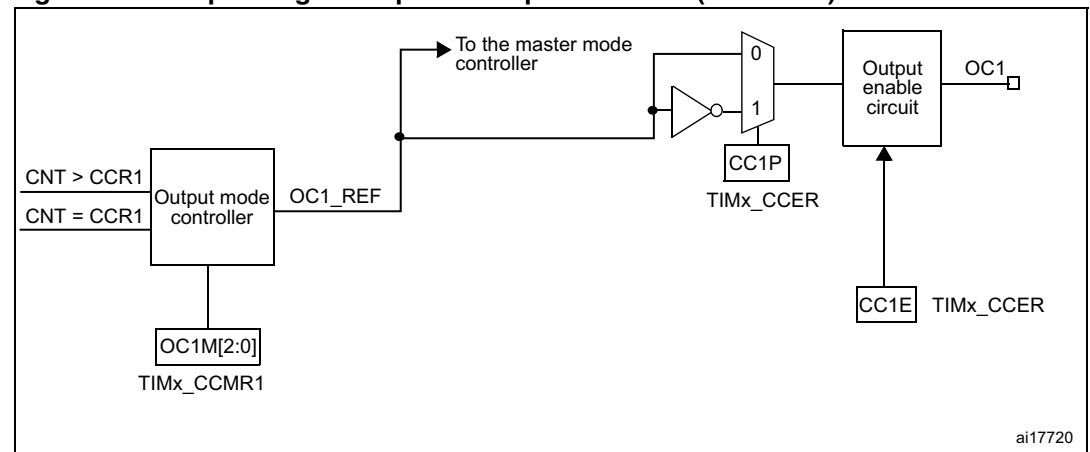 To the master mode
controller
0
1
Output
enable
circuit
OC1
CC1P
TIMx_CCER
CNT > CCR1
CNT = CCR1
Output mode
controller
OC1_REF
CC1E
TIMx_CCER
OC1M[2:0]
TIMx_CCMR1
ai17720